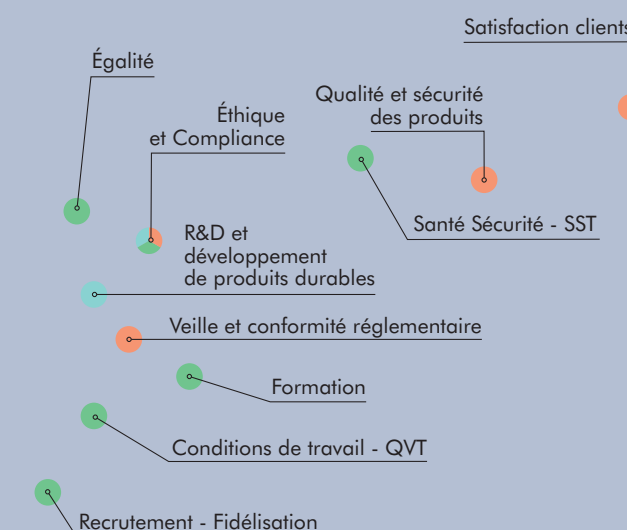 Satisfaction clients
Égalité
Qualité et sécurité
des produits
Éthique
et Compliance
Santé Sécurité - SST
R&D et
développement
de produits durables
Veille et conformité réglementaire
Formation
Conditions de travail - QVT
Recrutement - Fidélisation